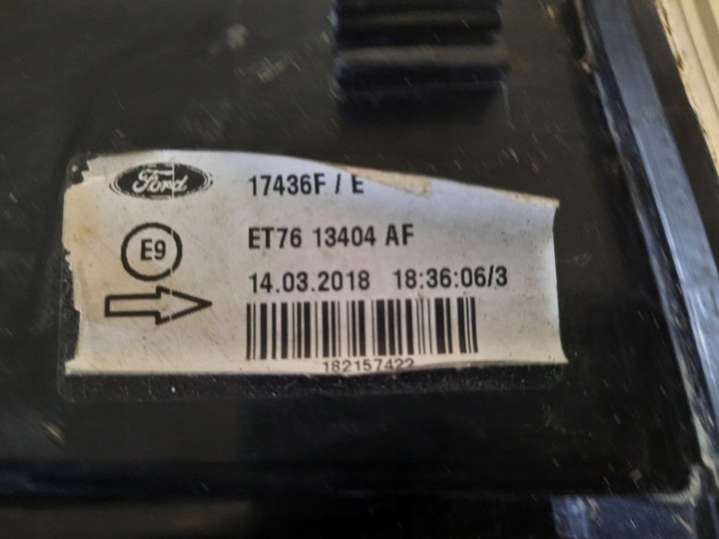 Ford
17436F / E
E9
ET76 13404 AF
14.03.2018 18:36:06/3
182157422